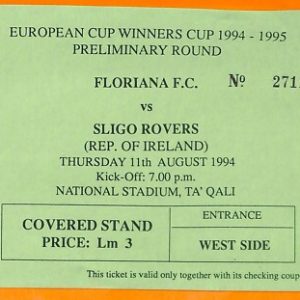 EUROPEAN CUP WINNERS CUP 1994 - 1995
PRELIMINARY ROUND
FLORIANA F.C. Nº 271
vs
SLIGO ROVERS
(REP. OF IRELAND)
THURSDAY 11th AUGUST 1994
Kick-Off: 7.00 p.m.
NATIONAL STADIUM, TA' QALI
COVERED STAND
PRICE: Lm 3
ENTRANCE
WEST SIDE
This ticket is valid only together with its checking coup